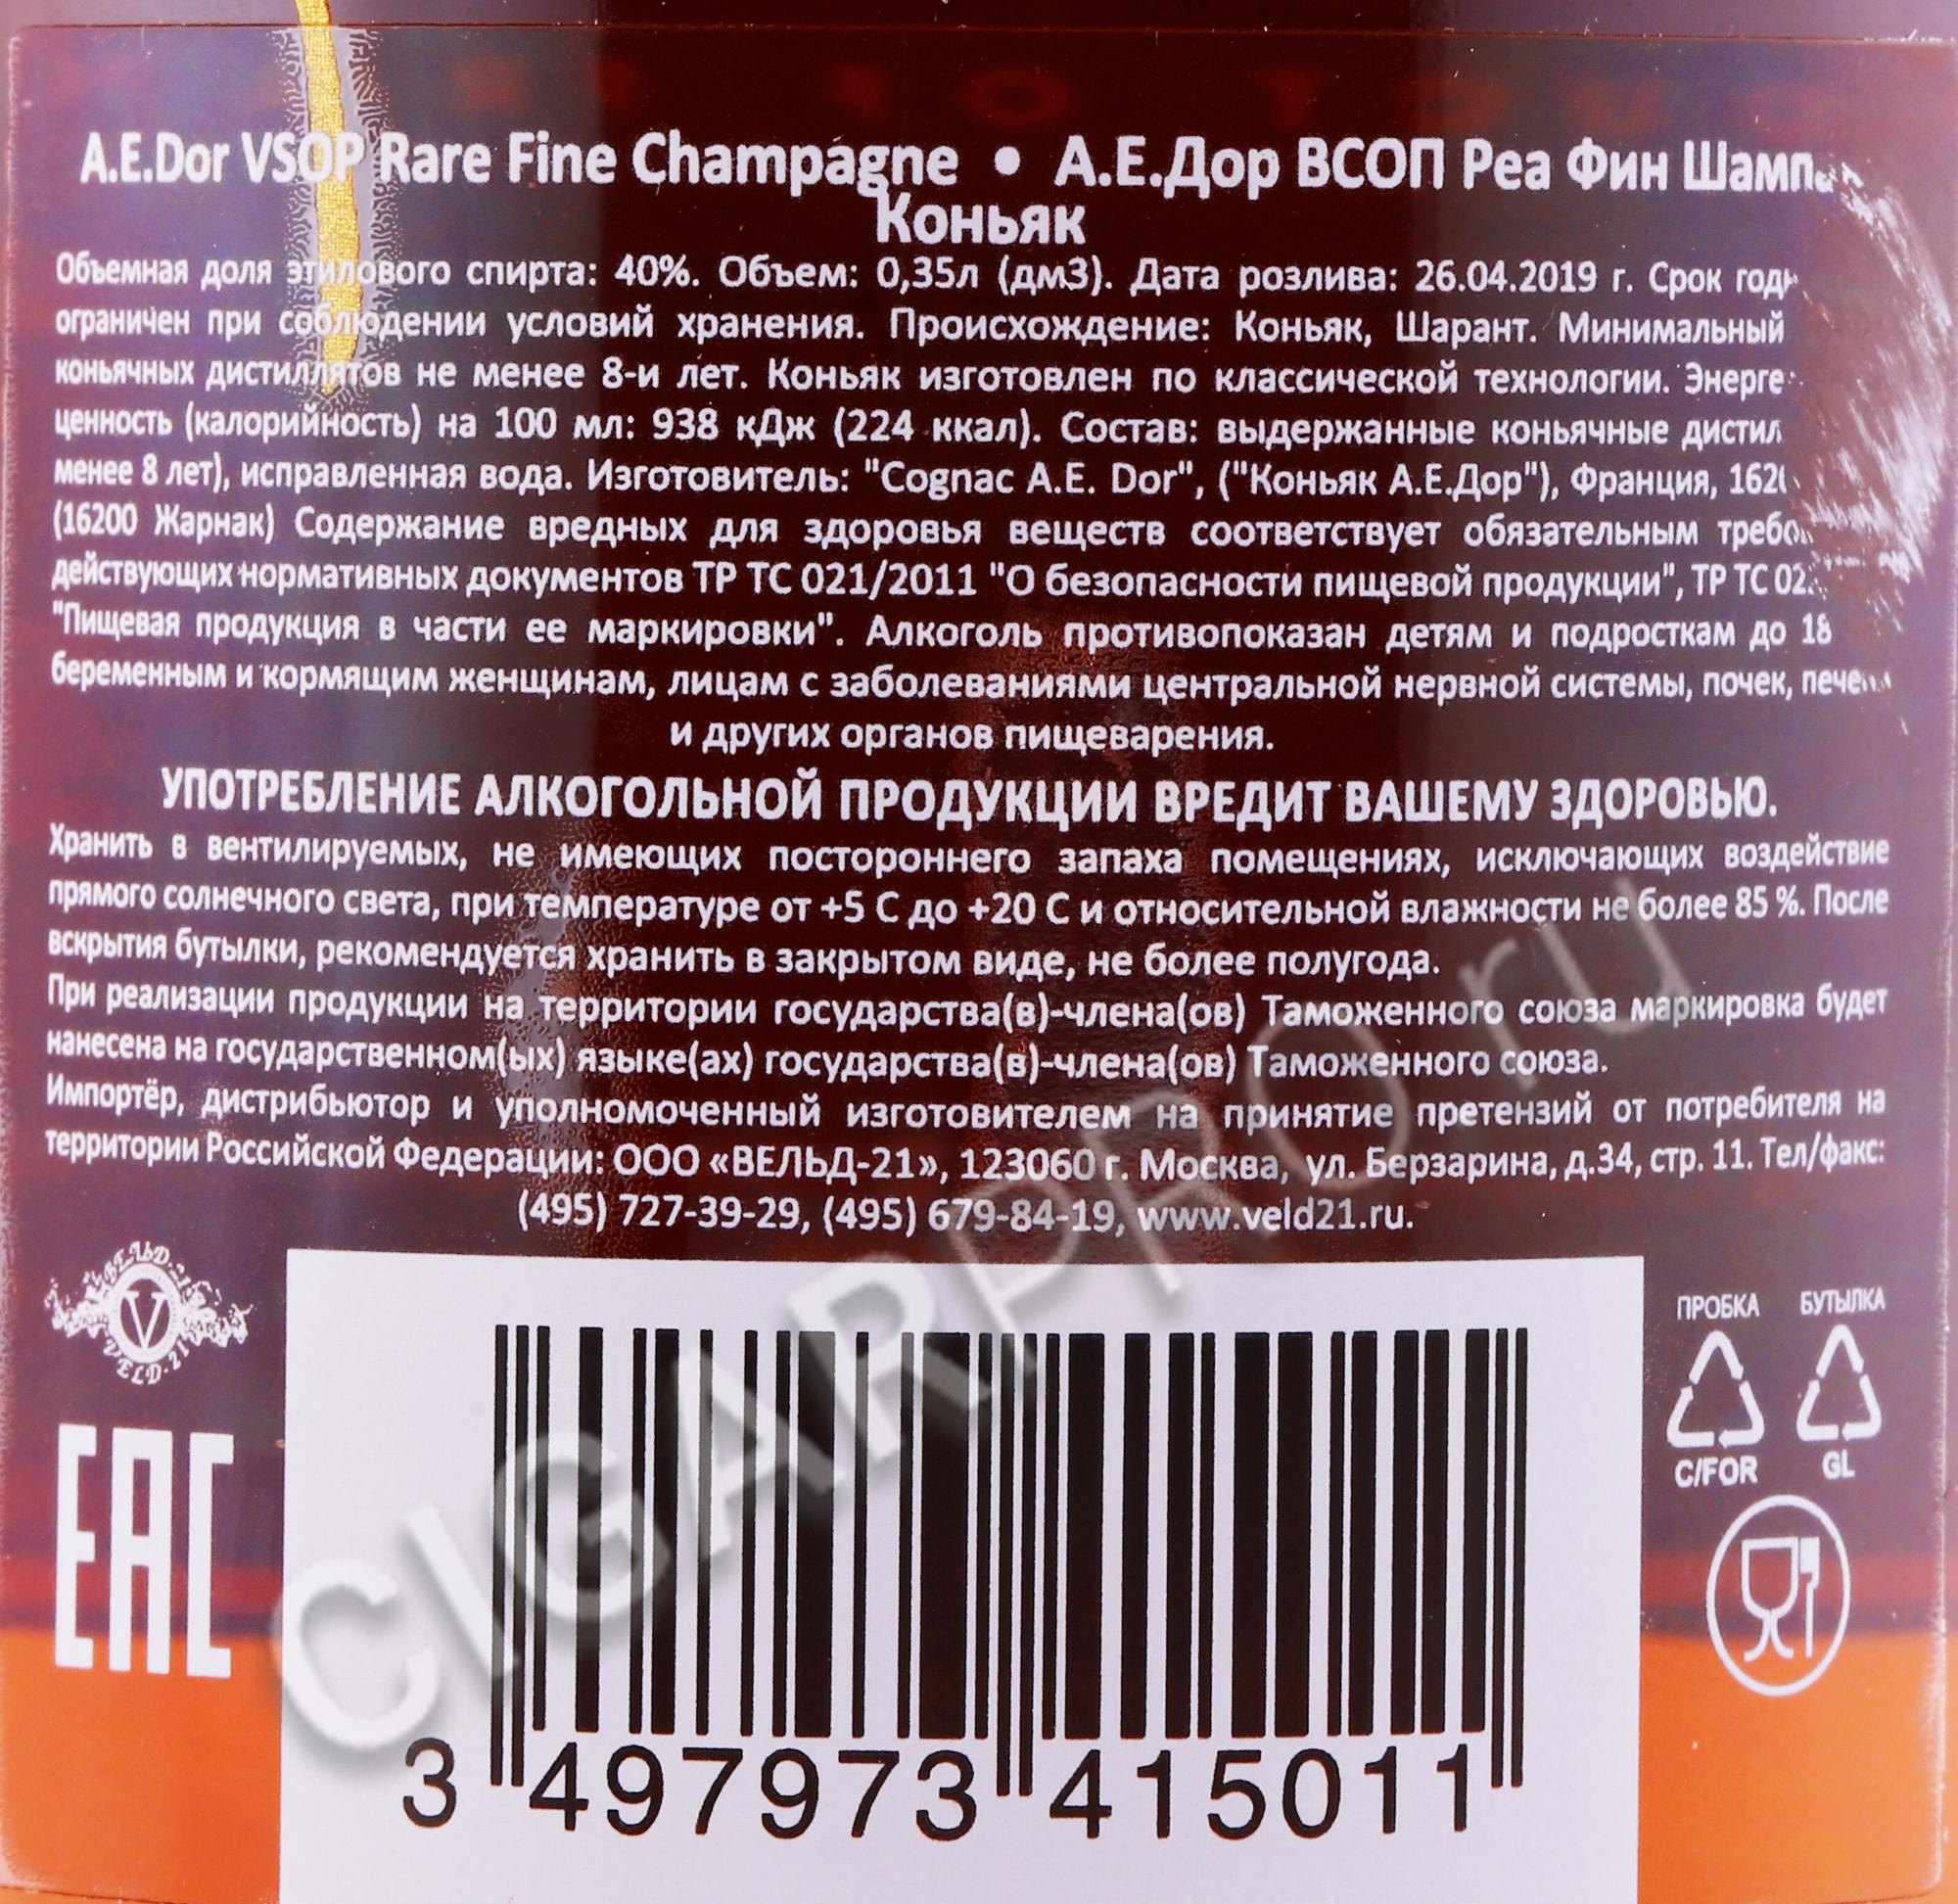 A.E.Dor VSOP Rare Fine Champagne • А.Е.Дор ВСОП Реа Фин
Коньяк
Объемная доля этилового спирта: 40%. Объем: 0,35л (дм3). Дата розлива: 26.04.2019 г. Срок
ограничен при соблюдении условий хранения. Происхождение: Коньяк, Шарант. Минимальный
коньячных дистиллятов не менее 8-и лет. Коньяк изготовлен по классической технологии.
ценность (калорийность) на 100 мл: 938 кДж (224 ккал). Состав: выдержанные коньячные
менее 8 лет), исправленная вода. Изготовитель: "Cognac A.E. Dor", ("Коньяк А.Е.Дор"), Франция,
(16200 Жарнак) Содержание вредных для здоровья веществ соответствует обязательным
действующих нормативных документов ТР ТС 021/2011 "О безопасности пищевой продукции", ТР ТС
"Пищевая продукция в части ее маркировки". Алкоголь противопоказан детям и подросткам до 18
беременным и кормящим женщинам, лицам с заболеваниями центральной нервной системы, почек,
и других органов пищеварения.
УПОТРЕБЛЕНИЕ АЛКОГОЛЬНОЙ ПРОДУКЦИИ ВРЕДИТ ВАШЕМУ ЗДОРОВЬЮ.
Хранить в вентилируемых, не имеющих постороннего запаха помещениях, исключающих воздействие
прямого солнечного света, при температуре от +5 С до +20 С и относительной влажности не более 85 %. После
вскрытия бутылки, рекомендуется хранить в закрытом виде, не более полугода.
При реализации продукции на территории государства(в)-члена(ов) Таможенного союза маркировка будет
нанесена на государственном(ых) языке(ах) государства(в)-члена(ов) Таможенного союза.
Импортёр, дистрибьютор и уполномоченный изготовителем на принятие претензий от потребителя на
территории Российской Федерации: ООО «ВЕЛЬД-21», 123060 г. Москва, ул. Берзарина, д.34, стр. 11. Тел/факс:
(495) 727-39-29, (495) 679-84-19, www.veld21.ru.
ВЕЛЬД-21
V
VELD-21
ПРОБКА БУТЫЛКА
C/FOR GL
EAC
3 497973 415011
CIGARPRO.ru